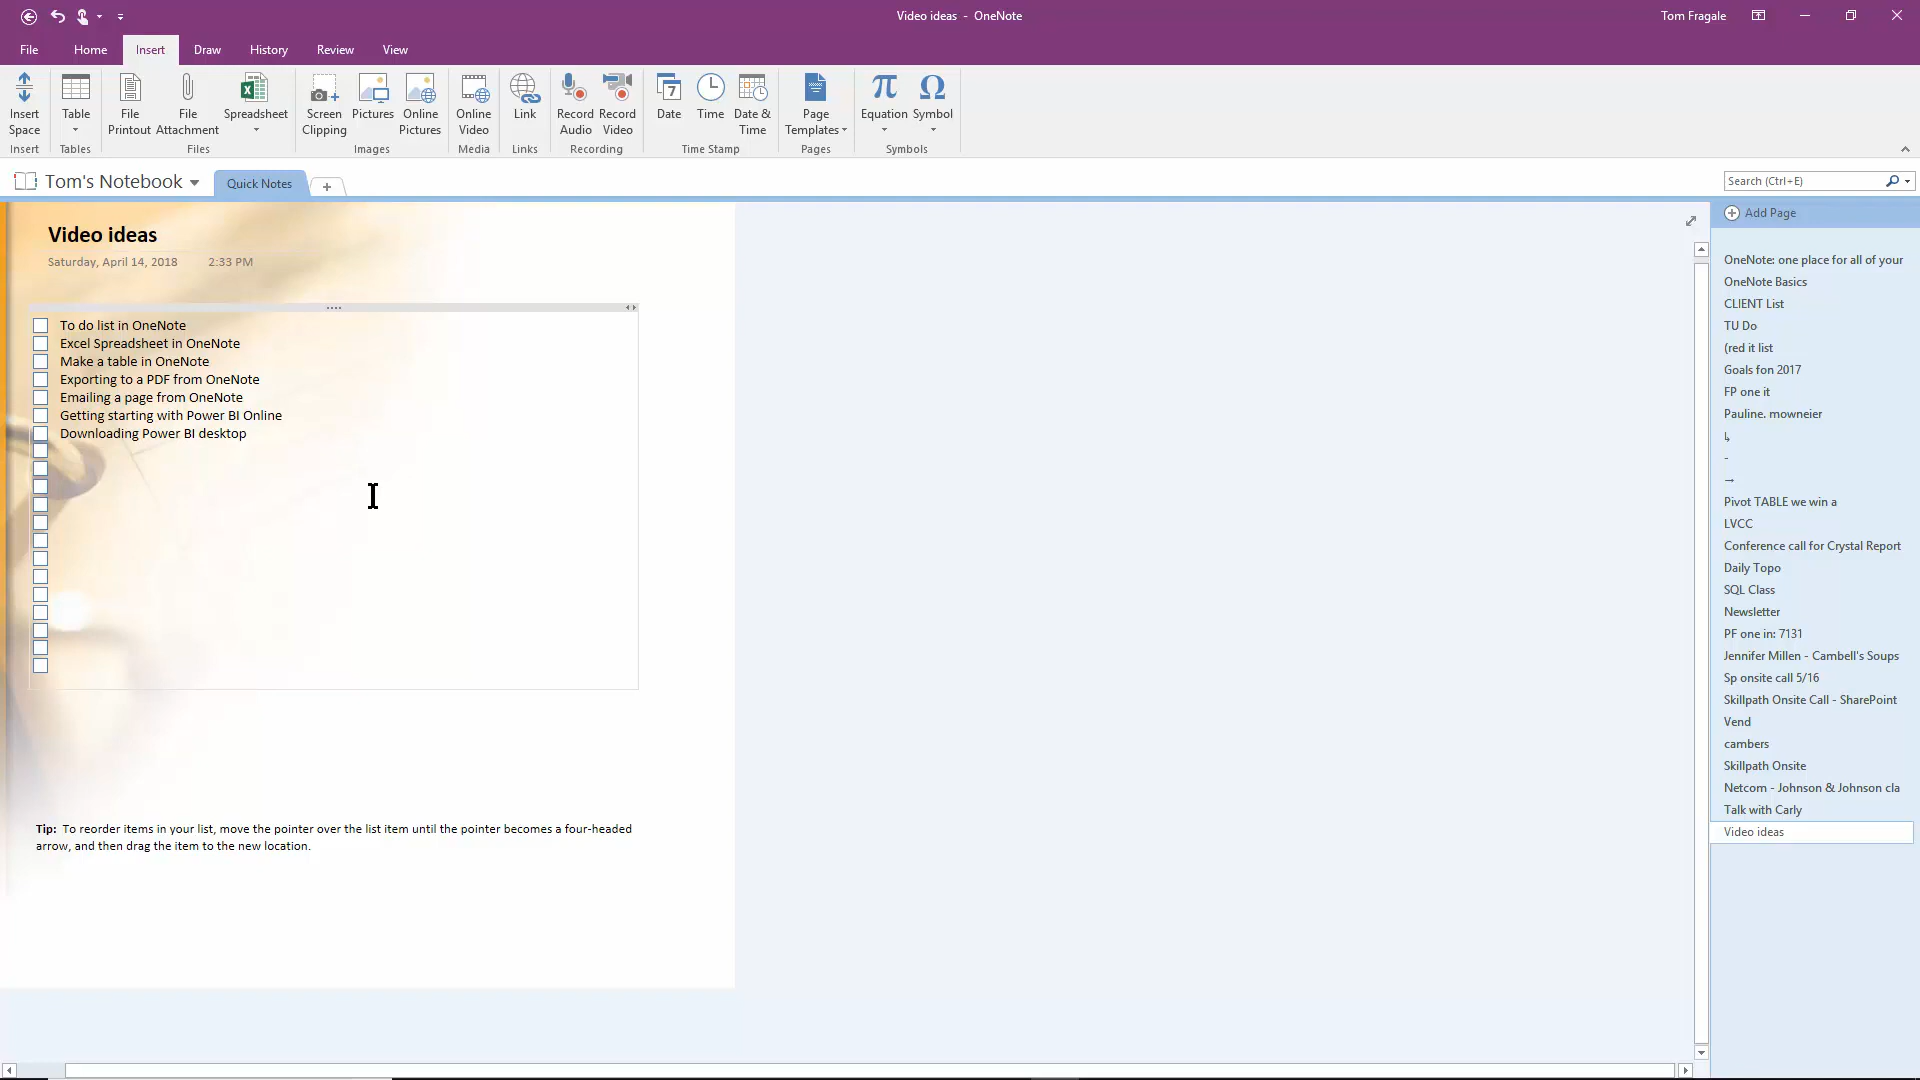 Video ideas - OneNote
Tom Fragale
File Home Insert Draw History Review View
Insert Space
Table
File Printout
File Attachment
Spreadsheet
Screen Clipping
Pictures
Online Pictures
Online Video
Link
Record Audio
Record Video
7
Date
Time
Date & Time
Page Templates
π
Equation
Ω
Symbol
Insert Tables Files Images Media Links Recording Time Stamp Pages Symbols
Tom's Notebook
Quick Notes
+
Search (Ctrl+E)
Video ideas
Saturday, April 14, 2018 2:33 PM
To do list in OneNote
Excel Spreadsheet in OneNote
Make a table in OneNote
Exporting to a PDF from OneNote
Emailing a page from OneNote
Getting starting with Power BI Online
Downloading Power BI desktop
Tip: To reorder items in your list, move the pointer over the list item until the pointer becomes a four-headed
arrow, and then drag the item to the new location.
Add Page
OneNote: one place for all of your
OneNote Basics
CLIENT List
TU Do
(red it list
Goals fon 2017
FP one it
Pauline. mowneier
↳
-
→
Pivot TABLE we win a
LVCC
Conference call for Crystal Report
Daily Topo
SQL Class
Newsletter
PF one in: 7131
Jennifer Millen - Cambell's Soups
Sp onsite call 5/16
Skillpath Onsite Call - SharePoint
Vend
cambers
Skillpath Onsite
Netcom - Johnson & Johnson cla
Talk with Carly
Video ideas